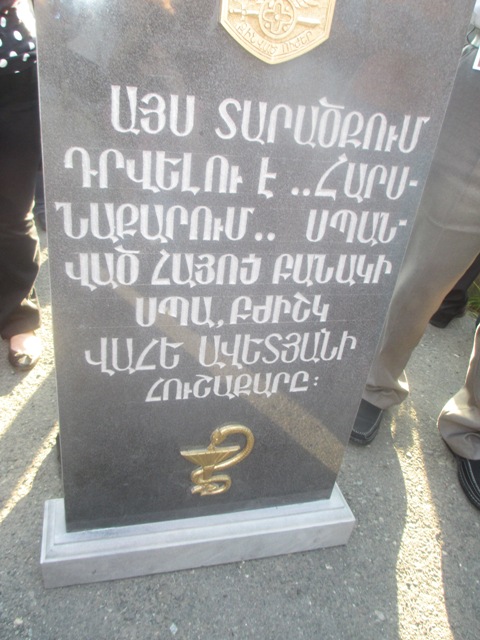 ԱՅՍ ՏԱՐԱԾՔՈՒՄ
ԴՐՎԵԼՈՒ Է ..ՀԱՐՍ-
ՆԱՔԱՐՈՒՄ.. ՍՊԱՆ-
ՎԱԾ ՀԱՅՈՑ ԲԱՆԱԿԻ
ՍՊԱ, ԲԺԻՇԿ
ՎԱՀԵ ԱՎԵՏՅԱՆԻ
ՀՈՒՇԱՔԱՐԸ: